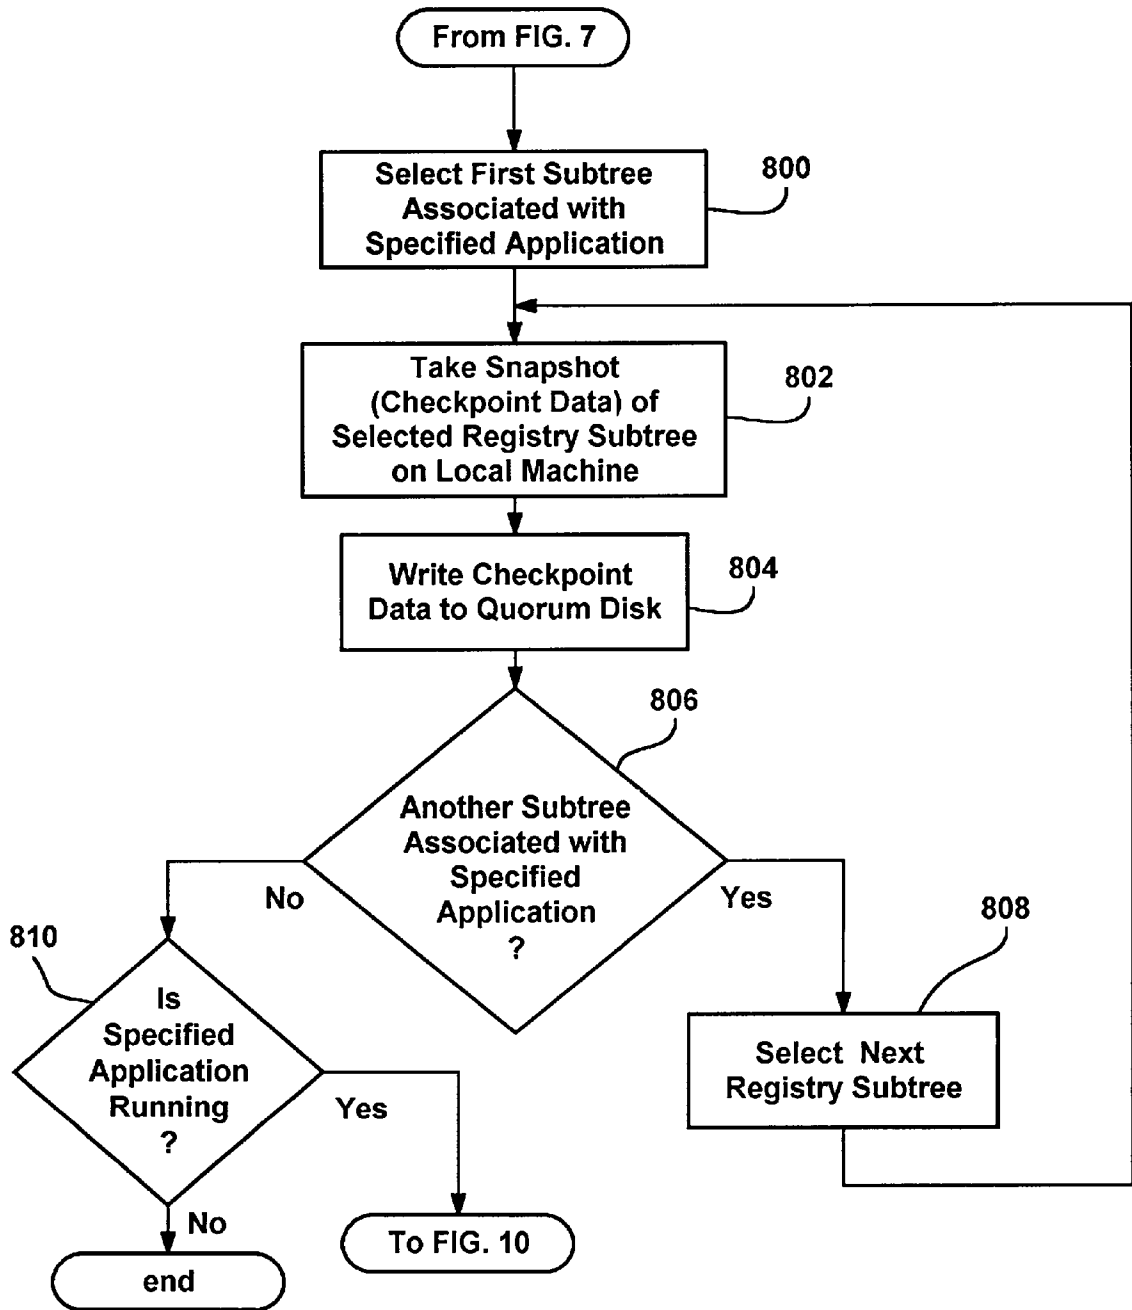 From FIG. 7
Select First Subtree
Associated with
Specified Application
800
Take Snapshot
(Checkpoint Data) of
Selected Registry Subtree
on Local Machine
802
Write Checkpoint
Data to Quorum Disk
804
806
Another Subtree
Associated with
Specified
Application
?
No
Yes
808
Select Next
Registry Subtree
810
Is
Specified
Application
Running
?
Yes
No
To FIG. 10
end